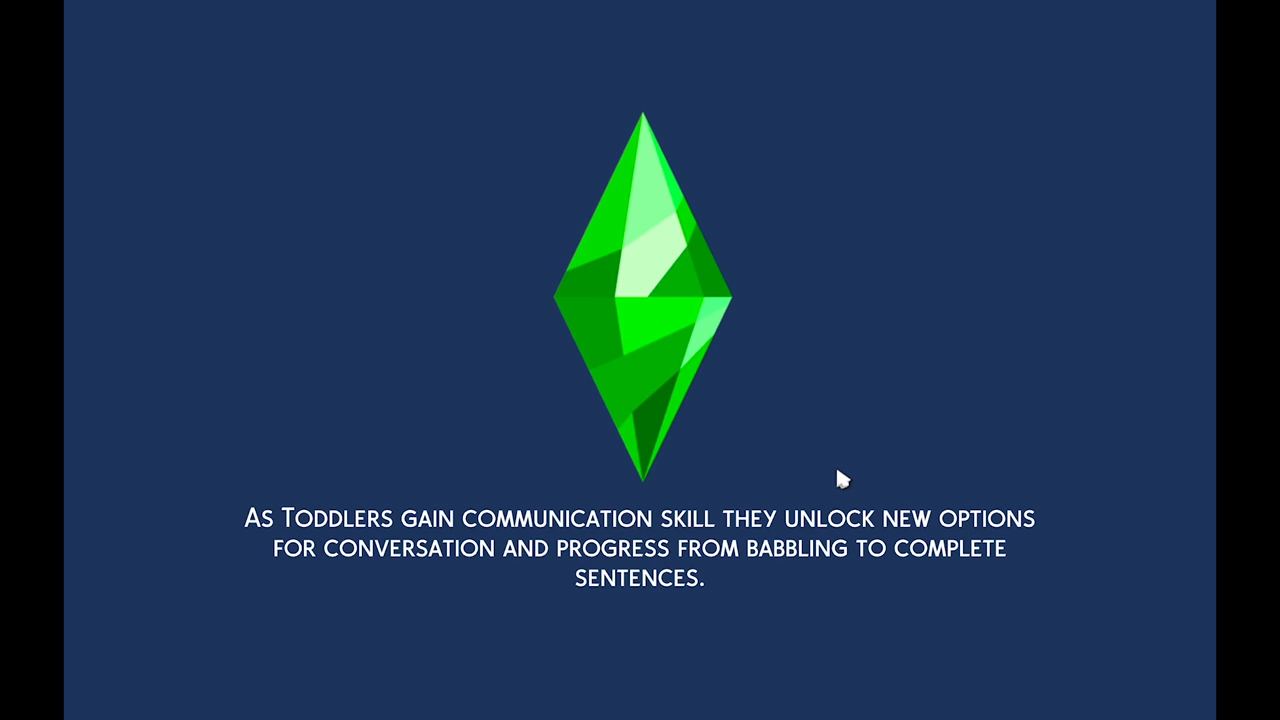 As Toddlers gain communication skill they unlock new options
for conversation and progress from babbling to complete
sentences.